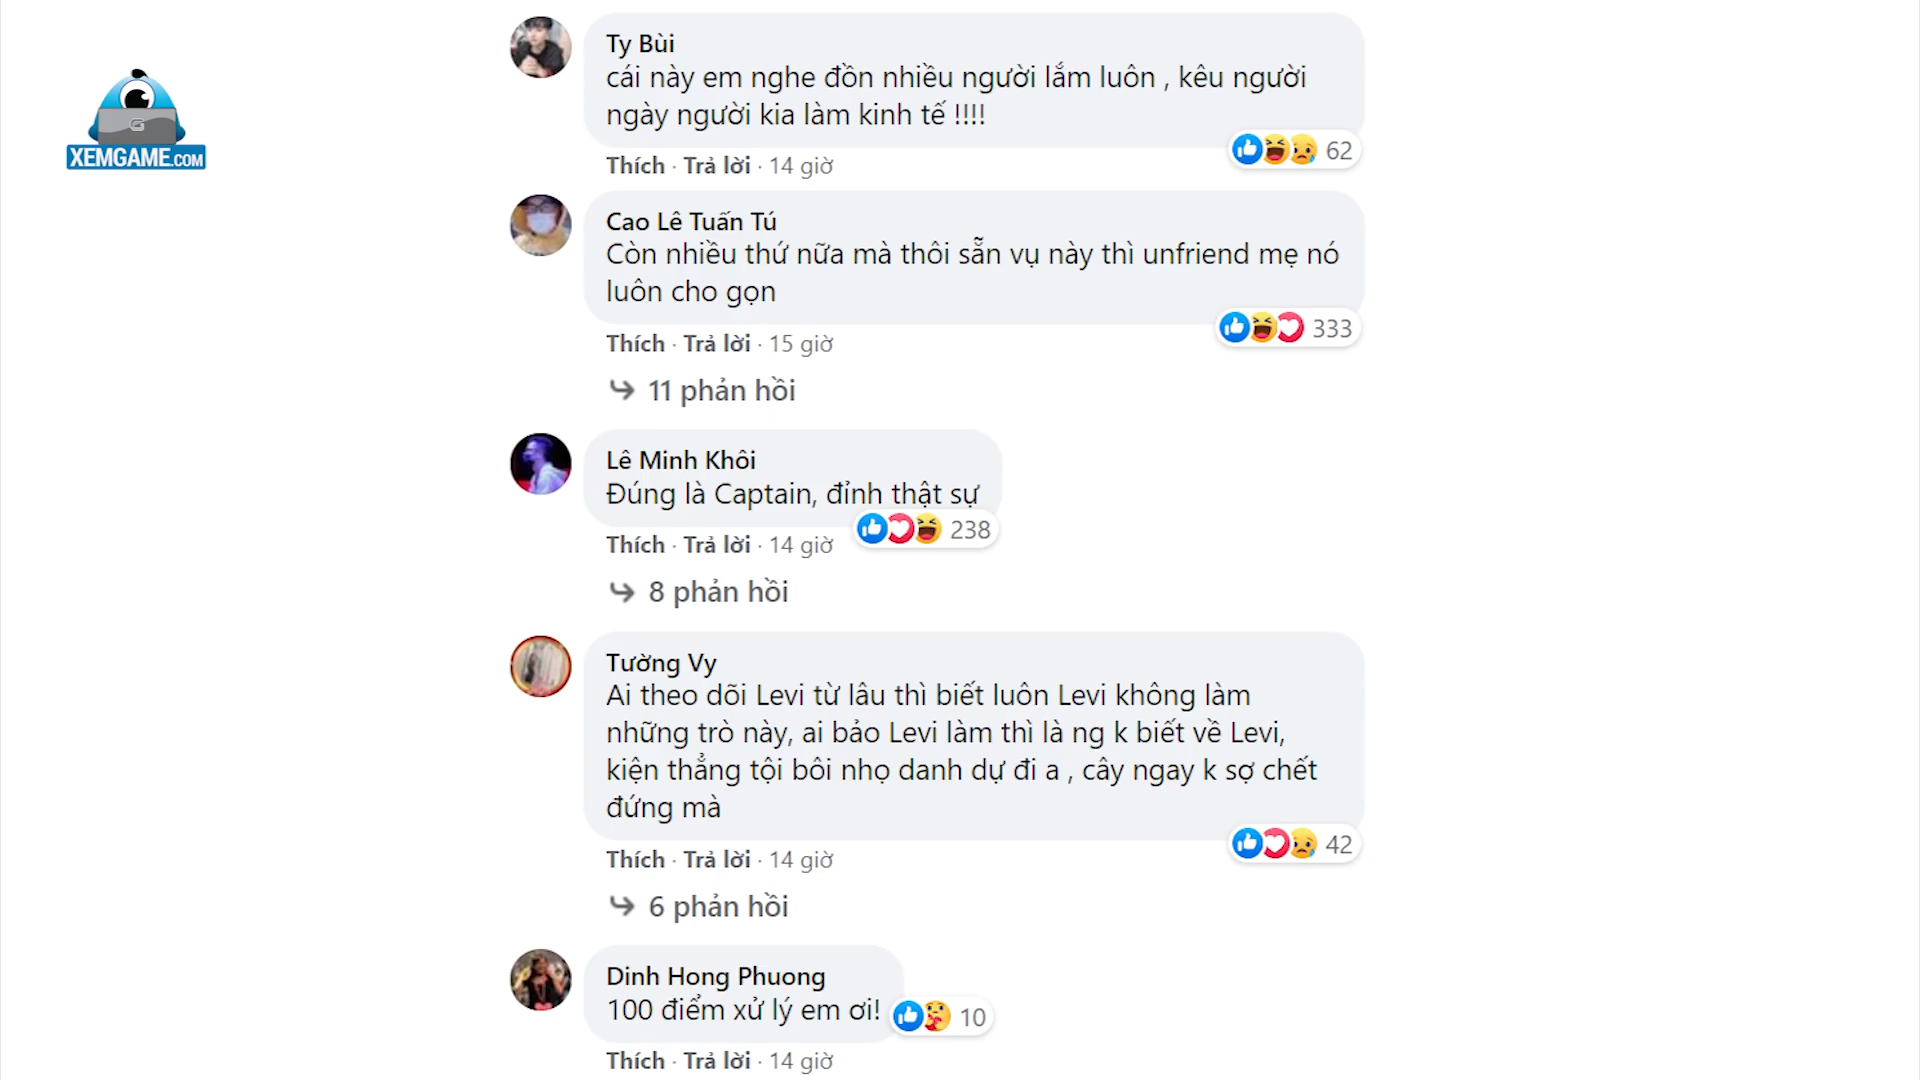 XEMGAME.COM
G
Ty Bùi
cái này em nghe đồn nhiều người lắm luôn , kêu người
ngày người kia làm kinh tế !!!!
62
Thích · Trả lời · 14 giờ
Cao Lê Tuấn Tú
Còn nhiều thứ nữa mà thôi sẵn vụ này thì unfriend mẹ nó
luôn cho gọn
333
Thích · Trả lời · 15 giờ
11 phản hồi
Lê Minh Khôi
Đúng là Captain, đỉnh thật sự
238
Thích · Trả lời · 14 giờ
8 phản hồi
Tường Vy
Ai theo dõi Levi từ lâu thì biết luôn Levi không làm
những trò này, ai bảo Levi làm thì là ng k biết về Levi,
kiện thẳng tội bôi nhọ danh dự đi a , cây ngay k sợ chết
đứng mà
42
Thích · Trả lời · 14 giờ
6 phản hồi
Dinh Hong Phuong
100 điểm xử lý em ơi!
10
Thích · Trả lời · 14 giờ